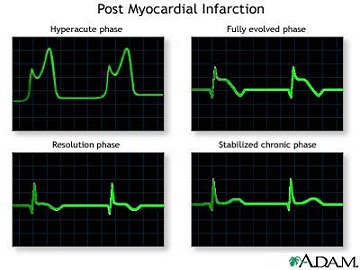 Post Myocardial Infarction
Hyperacute phase
Fully evolved phase
Resolution phase
Stabilized chronic phase
A.D.A.M.